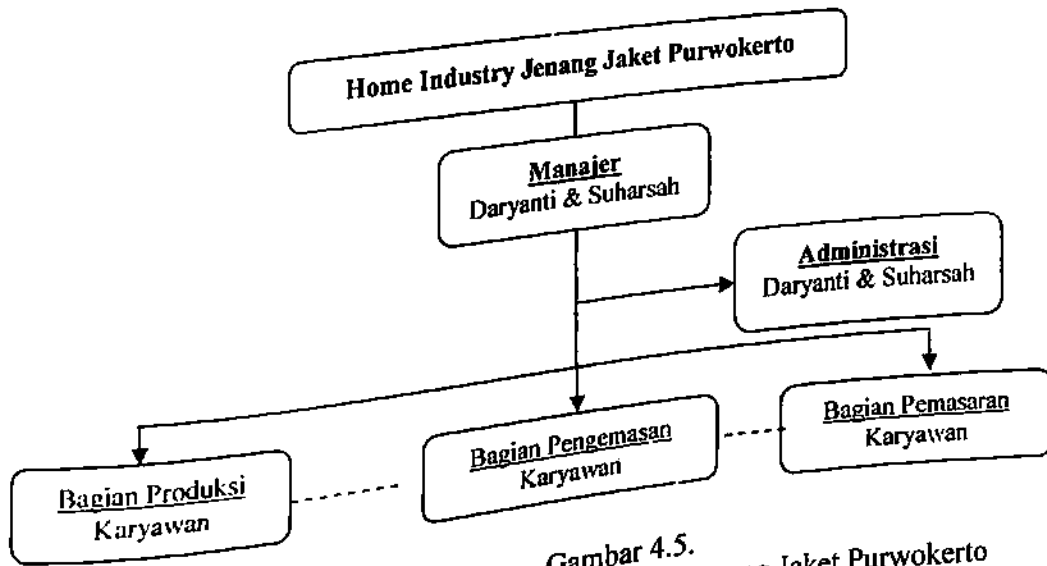 Home Industry Jenang Jaket Purwokerto
Manajer
Daryanti & Suharsah
Administrasi
Daryanti & Suharsah
Bagian Produksi
Karyawan
Bagian Pengemasan
Karyawan
Bagian Pemasaran
Karyawan
Gambar 4.5.
Jaket Purwokerto